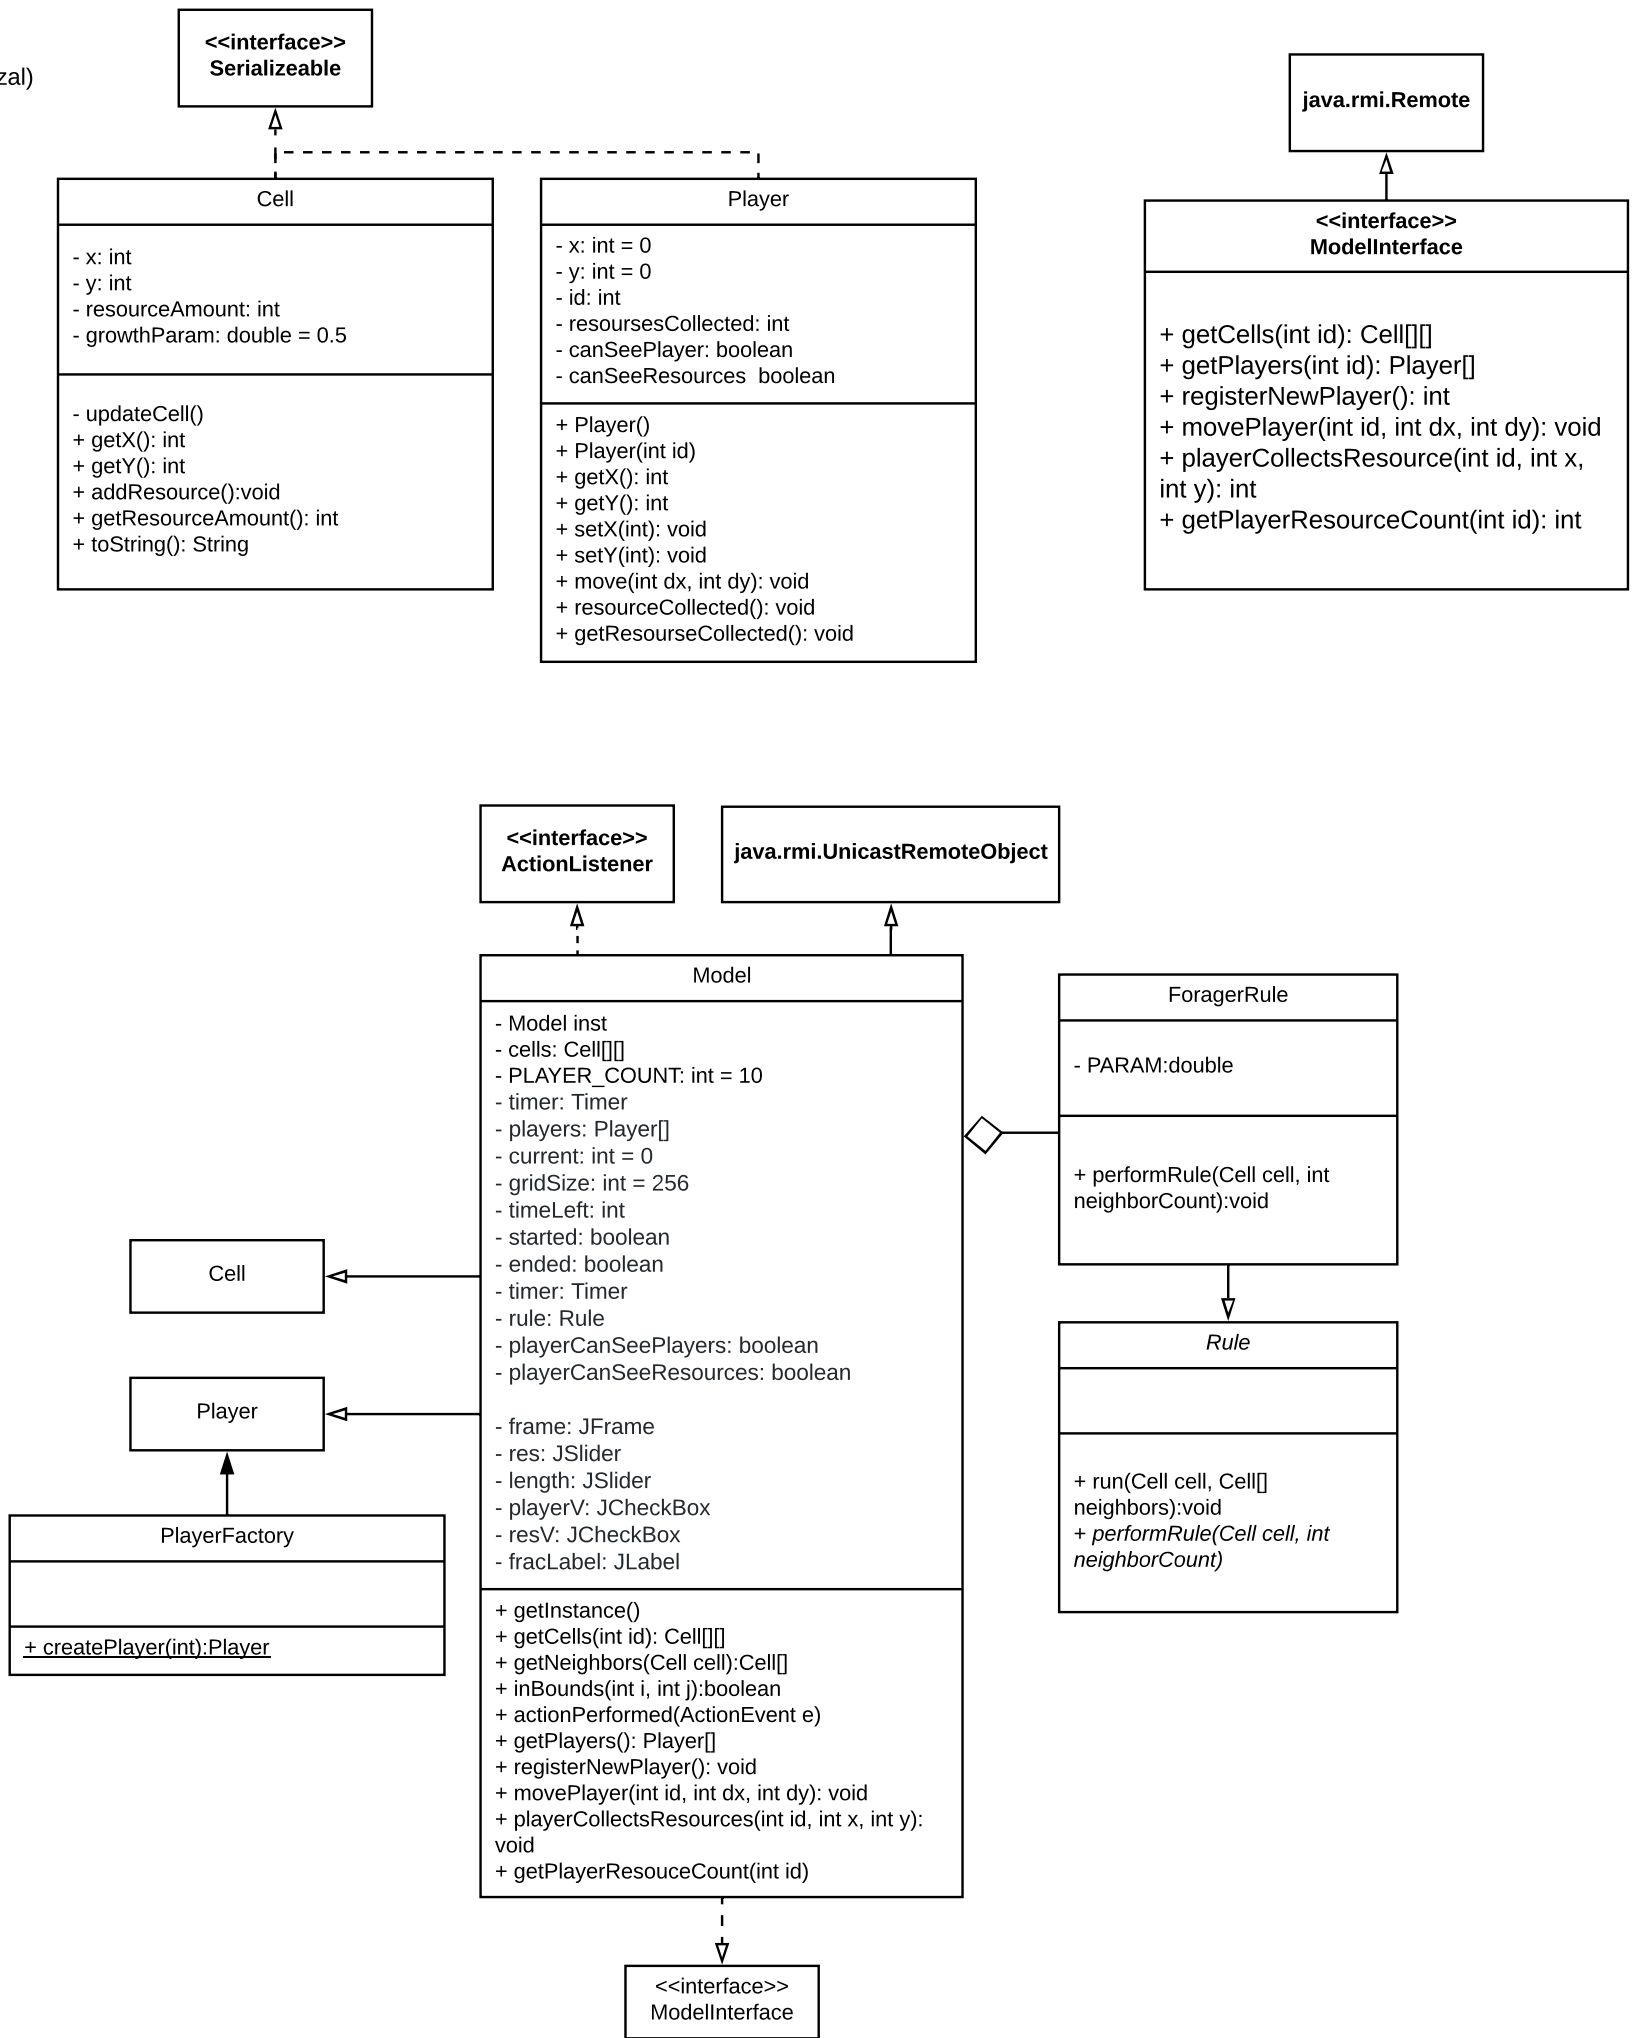 zal)
<<interface>>
Serializeable
Cell
- x: int
- y: int
- resourceAmount: int
- growthParam: double = 0.5
- updateCell()
+ getX(): int
+ getY(): int
+ addResource():void
+ getResourceAmount(): int
+ toString(): String
Player
- x: int = 0
- y: int = 0
- id: int
- resoursesCollected: int
- canSeePlayer: boolean
- canSeeResources  boolean
+ Player()
+ Player(int id)
+ getX(): int
+ getY(): int
+ setX(int): void
+ setY(int): void
+ move(int dx, int dy): void
+ resourceCollected(): void
+ getResourseCollected(): void
java.rmi.Remote
<<interface>>
ModelInterface
+ getCells(int id): Cell[][]
+ getPlayers(int id): Player[]
+ registerNewPlayer(): int
+ movePlayer(int id, int dx, int dy): void
+ playerCollectsResource(int id, int x,
int y): int
+ getPlayerResourceCount(int id): int
<<interface>>
ActionListener
java.rmi.UnicastRemoteObject
Model
- Model inst
- cells: Cell[][]
- PLAYER_COUNT: int = 10
- timer: Timer
- players: Player[]
- current: int = 0
- gridSize: int = 256
- timeLeft: int
- started: boolean
- ended: boolean
- timer: Timer
- rule: Rule
- playerCanSeePlayers: boolean
- playerCanSeeResources: boolean
- frame: JFrame
- res: JSlider
- length: JSlider
- playerV: JCheckBox
- resV: JCheckBox
- fracLabel: JLabel
+ getInstance()
+ getCells(int id): Cell[][]
+ getNeighbors(Cell cell):Cell[]
+ inBounds(int i, int j):boolean
+ actionPerformed(ActionEvent e)
+ getPlayers(): Player[]
+ registerNewPlayer(): void
+ movePlayer(int id, int dx, int dy): void
+ playerCollectsResources(int id, int x, int y):
void
+ getPlayerResouceCount(int id)
ForagerRule
- PARAM:double
+ performRule(Cell cell, int
neighborCount):void
Rule
+ run(Cell cell, Cell[]
neighbors):void
+ performRule(Cell cell, int
neighborCount)
Cell
Player
PlayerFactory
+ createPlayer(int):Player
<<interface>>
ModelInterface